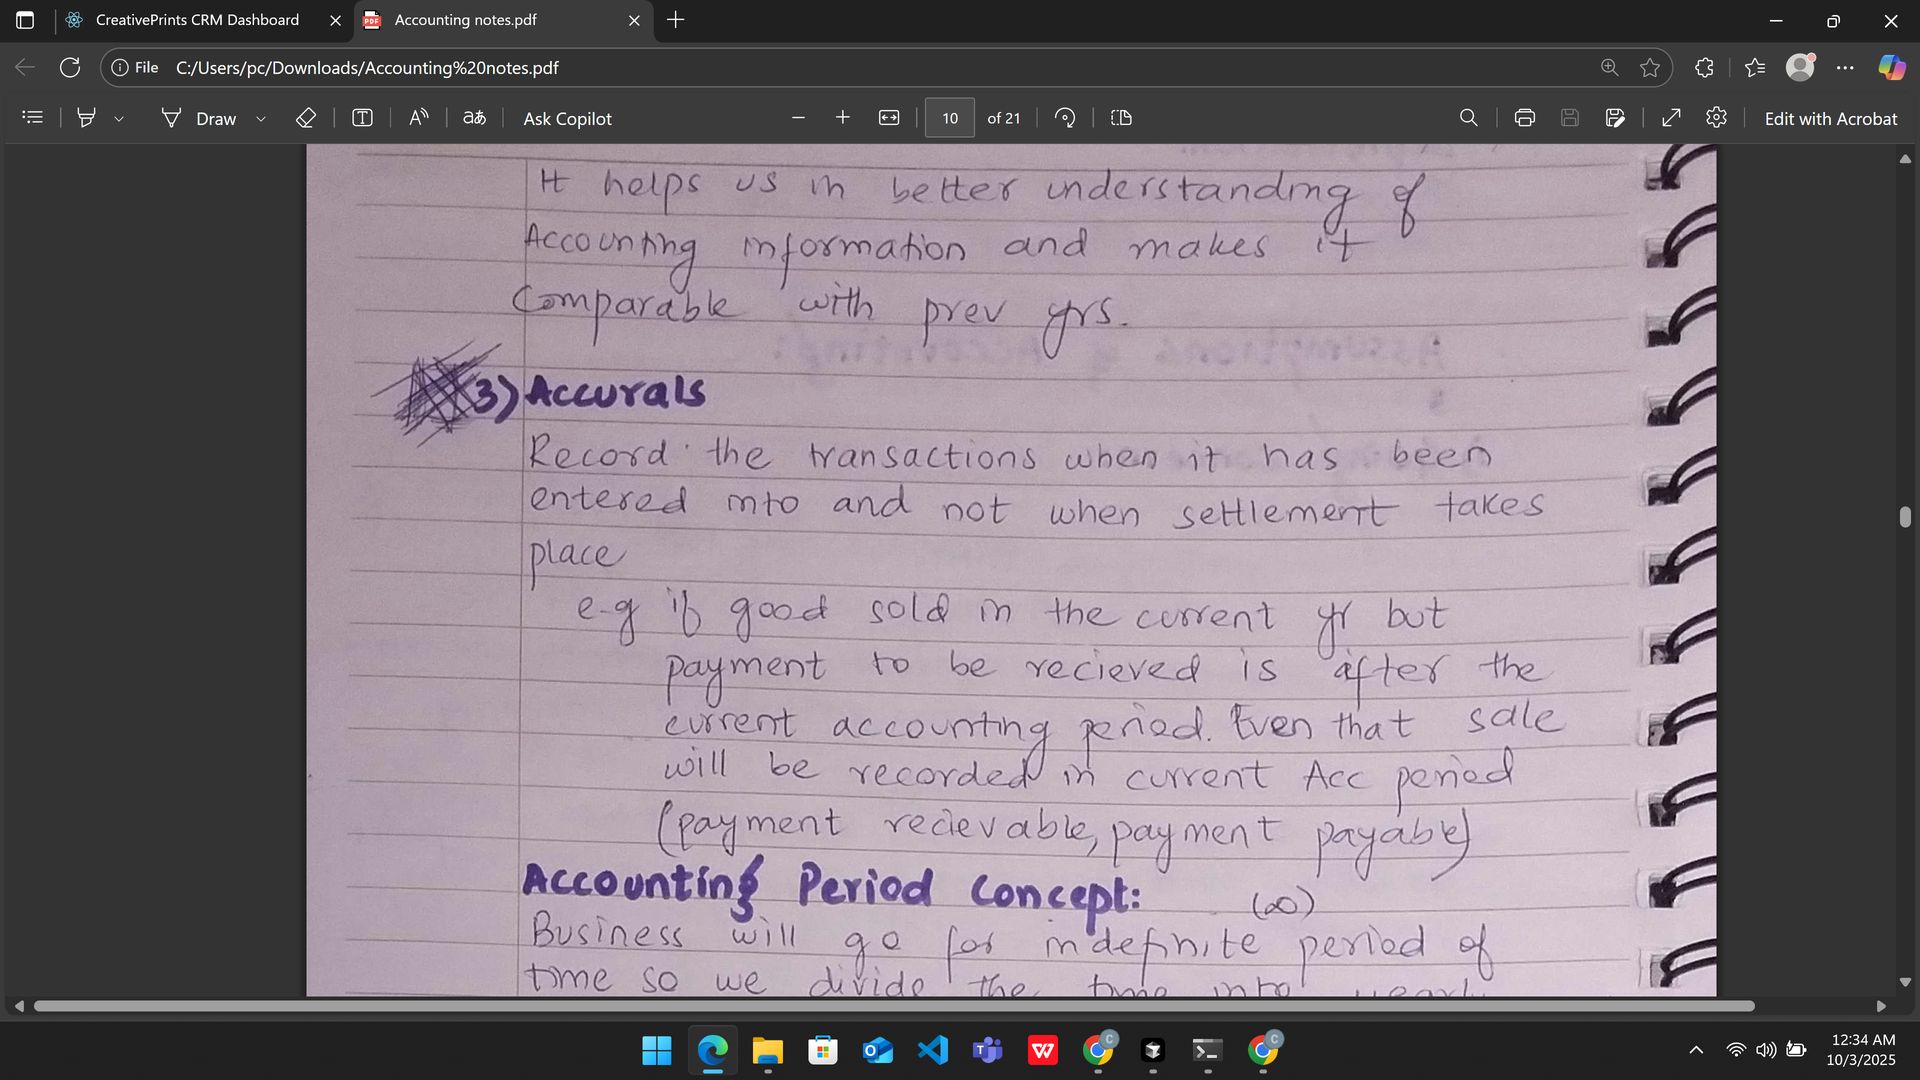 CreativePrints CRM Dashboard
Accounting notes.pdf
File C:/Users/pc/Downloads/Accounting%20notes.pdf
Draw
aあ
Ask Copilot
10 of 21
Edit with Acrobat
It helps us in better understanding of
Accounting information and makes it
Comparable with prev yrs.
3) Accurals
Record the transactions when it has been
entered into and not when settlement takes
place
e-g if good sold in the current yr but
payment to be recieved is after the
current accounting period. Even that sale
will be recorded in current Acc period
(payment recievable, payment payable)
Accounting Period Concept: (∞)
Business will go for indefinite period of
time so we divide the time into yearly
12:34 AM
10/3/2025